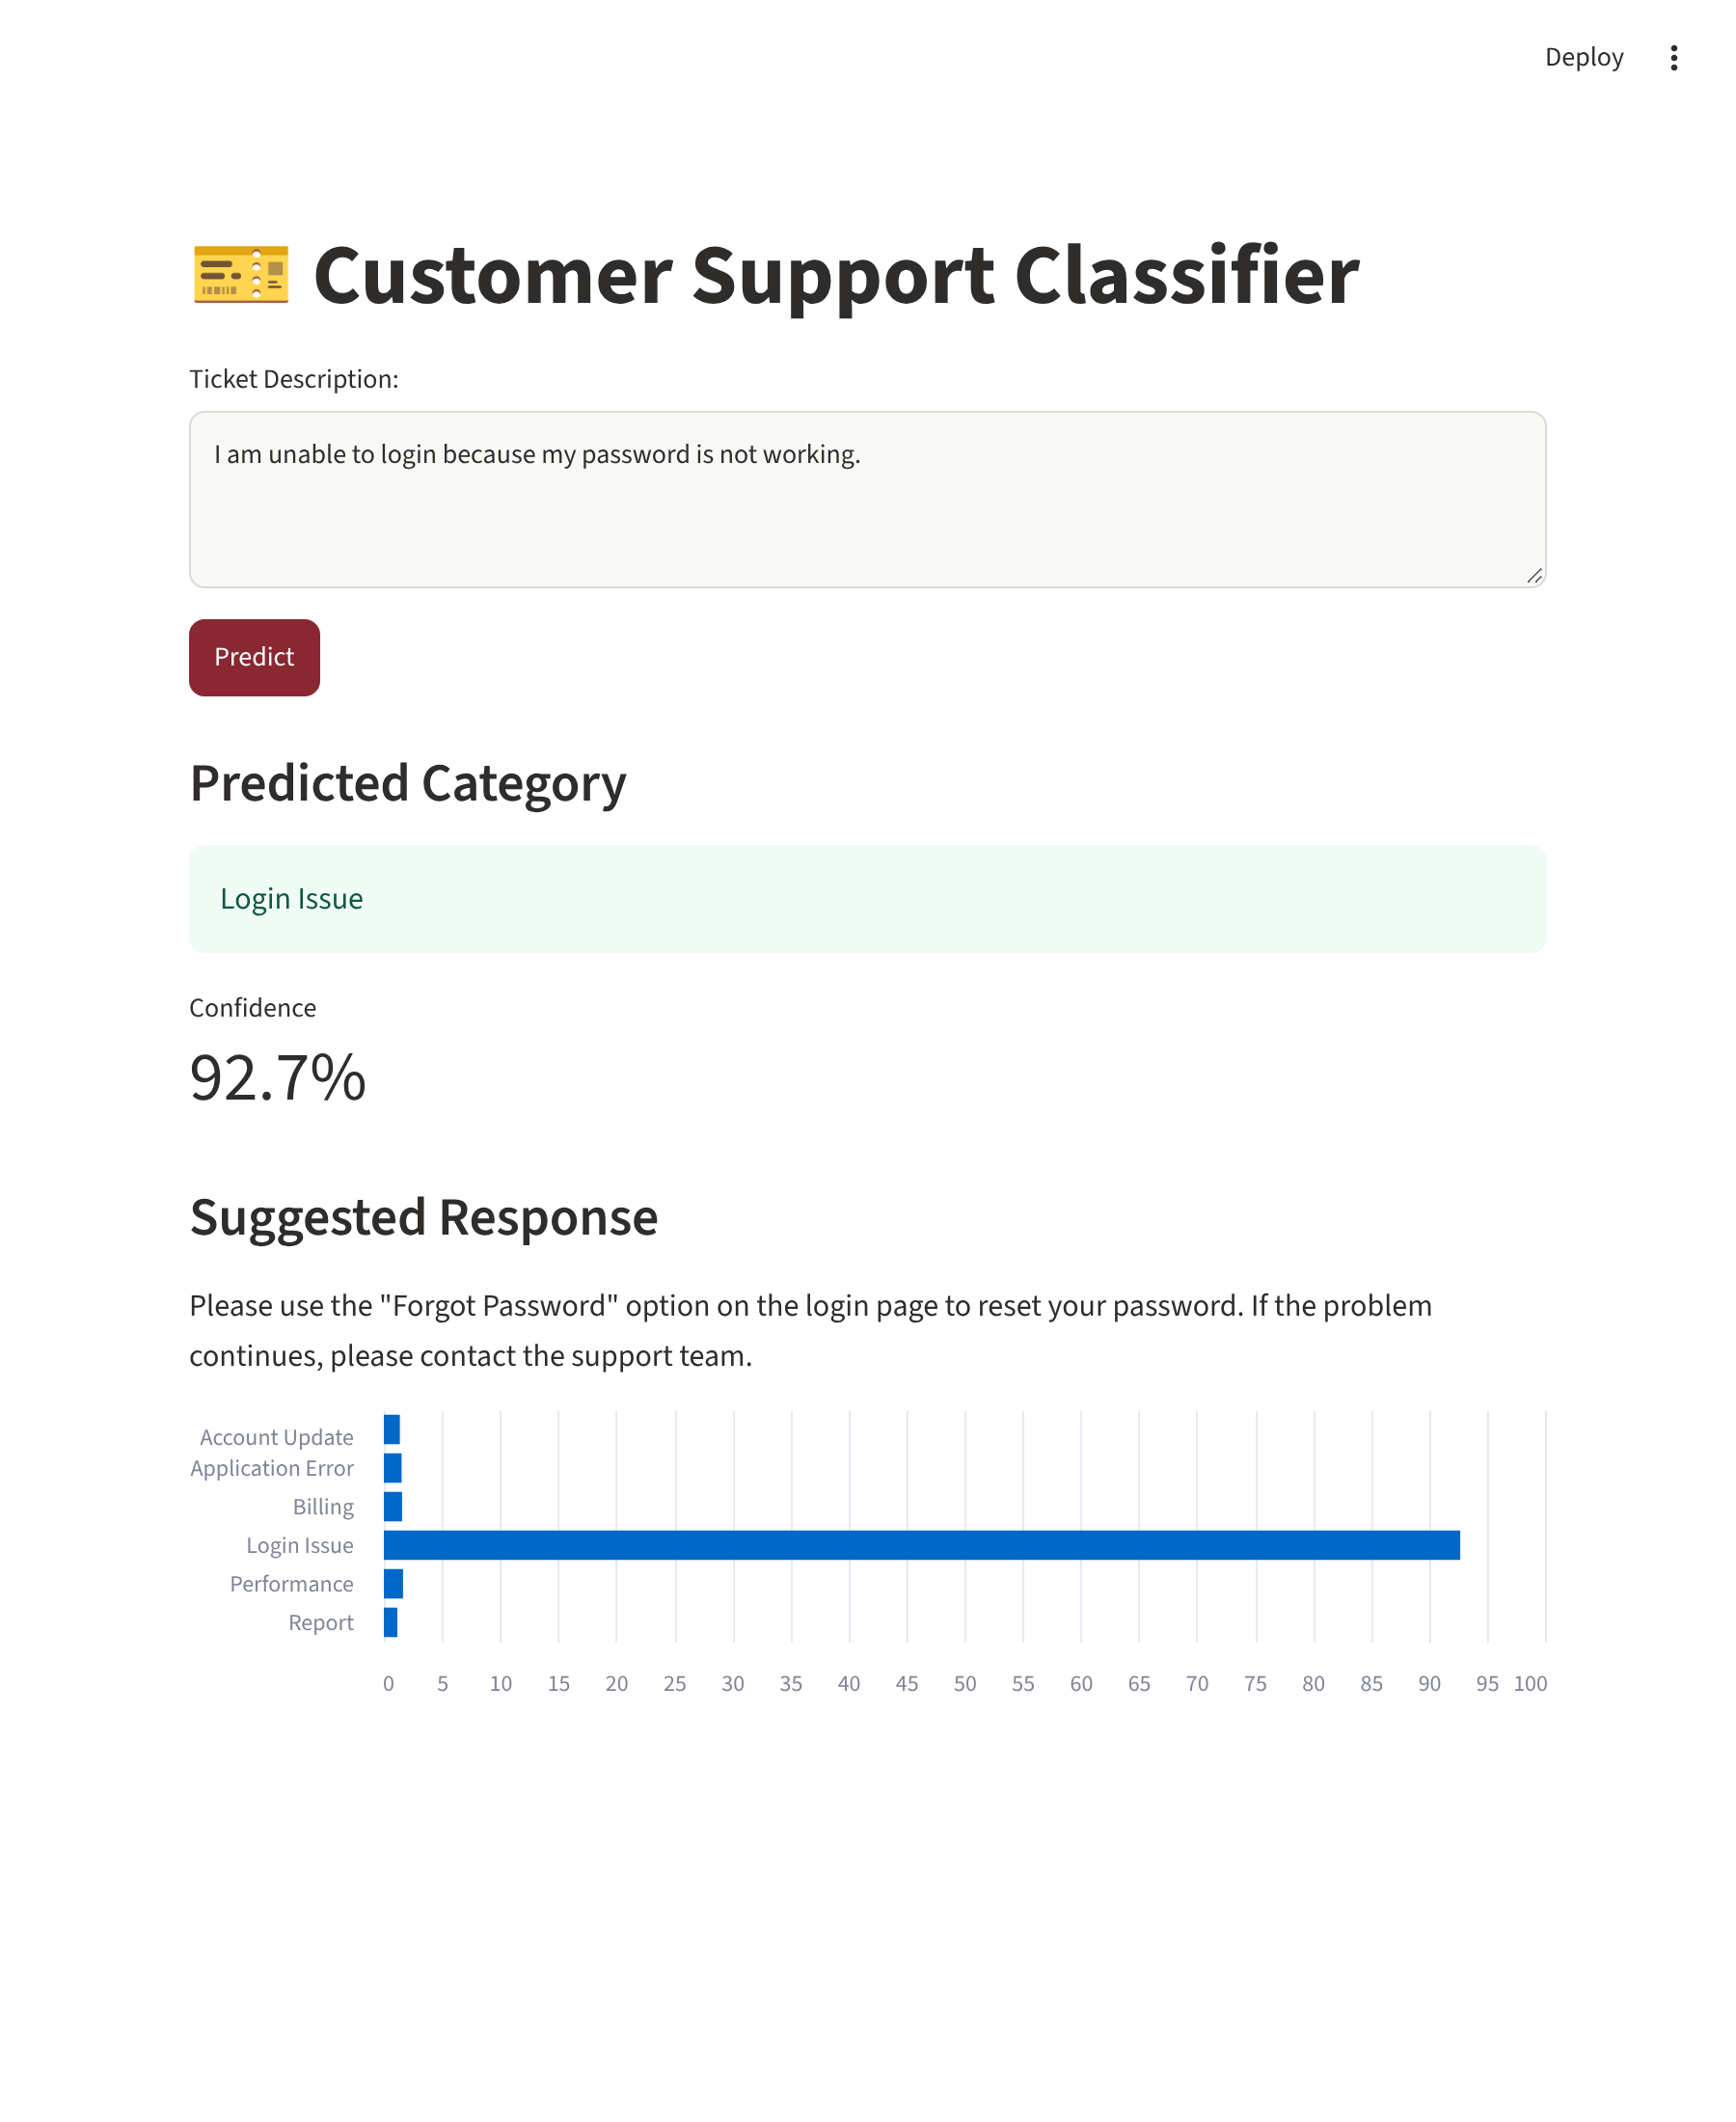 Deploy
Customer Support Classifier
Ticket Description:
I am unable to login because my password is not working.
Predict
Predicted Category
Login Issue
Confidence
92.7%
Suggested Response
Please use the "Forgot Password" option on the login page to reset your password. If the problem
continues, please contact the support team.
Account Update
Application Error
Billing
Login Issue
Performance
Report
0 5 10 15 20 25 30 35 40 45 50 55 60 65 70 75 80 85 90 95 100